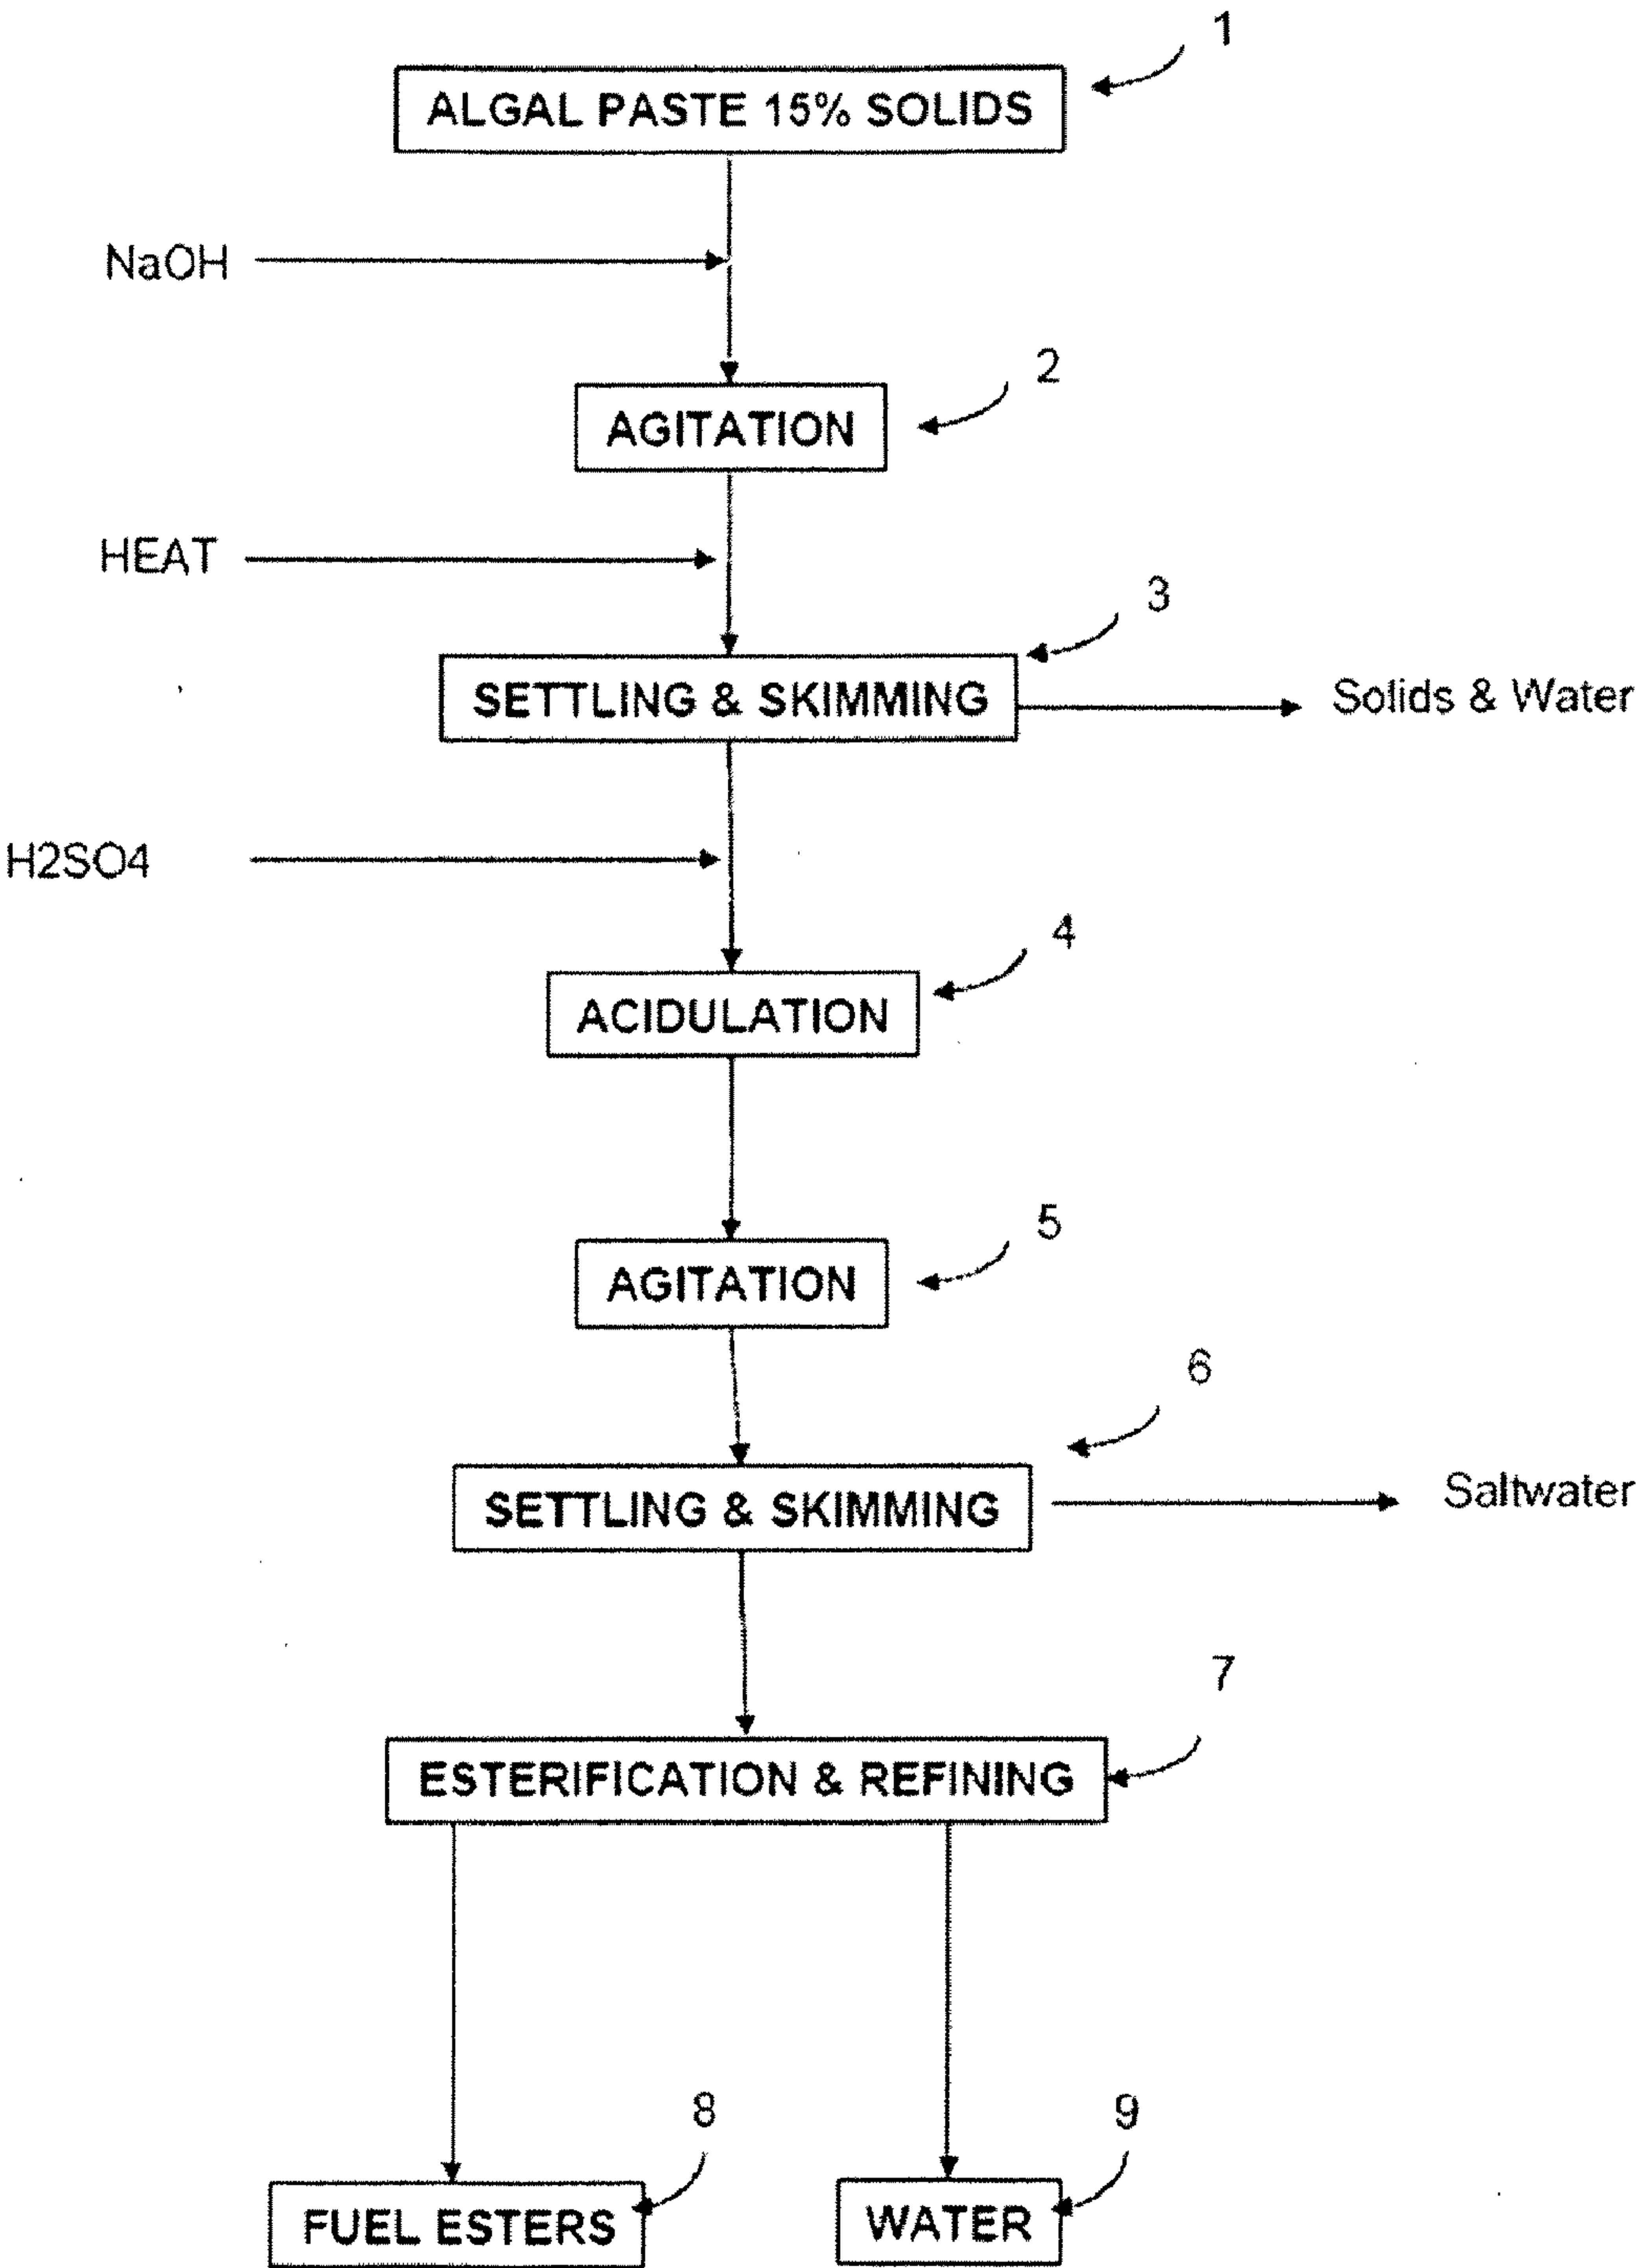 1
ALGAL PASTE 15% SOLIDS
NaOH
2
AGITATION
HEAT
3
SETTLING & SKIMMING
Solids & Water
H2SO4
4
ACIDULATION
5
AGITATION
6
SETTLING & SKIMMING
Saltwater
7
ESTERIFICATION & REFINING
8
9
FUEL ESTERS
WATER